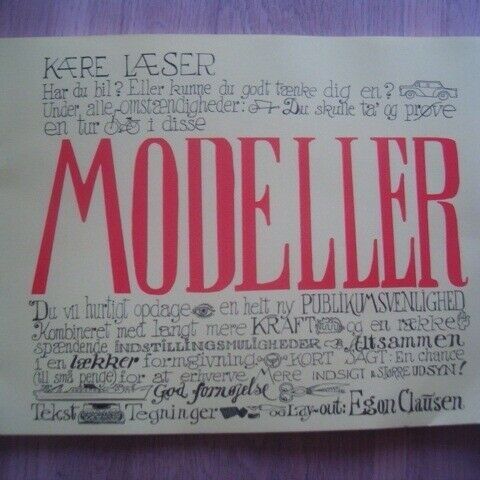 KÆRE LÆSER
Har du bil? Eller kunne du godt tænke dig en?
Under alle omstændigheder: Du skulle ta' og prøve
en tur i disse
MODELLER
Du vil hurtigt opdage en helt ny PUBLIKUMSVENLIGHED
Kombineret med langt mere KRAFT og en række
spændende INDSTILLINGSMULIGHEDER Altsammen
i en lækker formgivning. KORT SAGT: En chance
(til små penge) for at erhverve Mere INDSIGT & STØRRE UDSYN!
God fornøjelse
Tekst Tegninger og Lay-out: Egon Clausen